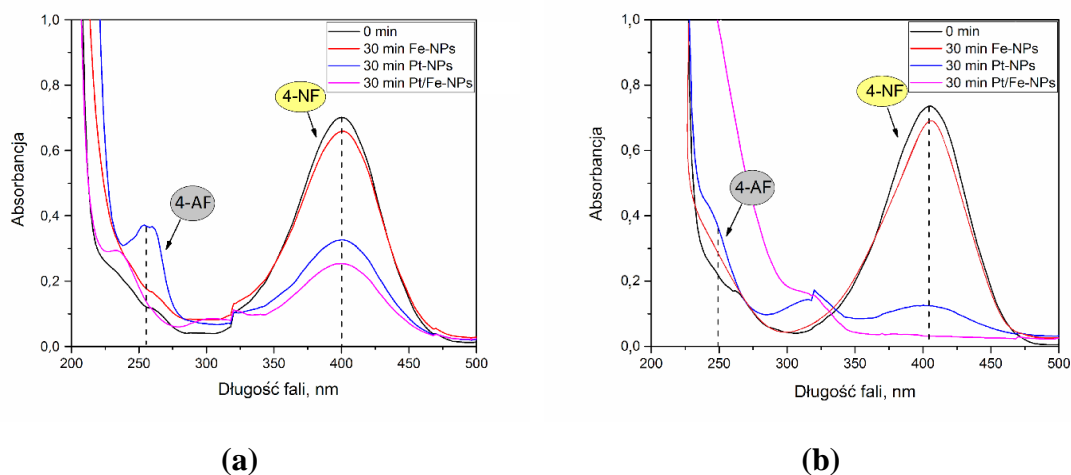 1,0
0,8
0,6
0,4
0,2
0,0
Absorbancja
0 min
30 min Fe-NPs
30 min Pt-NPs
30 min Pt/Fe-NPs
4-NF
4-AF
200 250 300 350 400 450 500
Długość fali, nm
(a)
1,0
0,8
0,6
0,4
0,2
0,0
Absorbancja
0 min
30 min Fe-NPs
30 min Pt-NPs
30 min Pt/Fe-NPs
4-NF
4-AF
200 250 300 350 400 450 500
Długość fali, nm
(b)